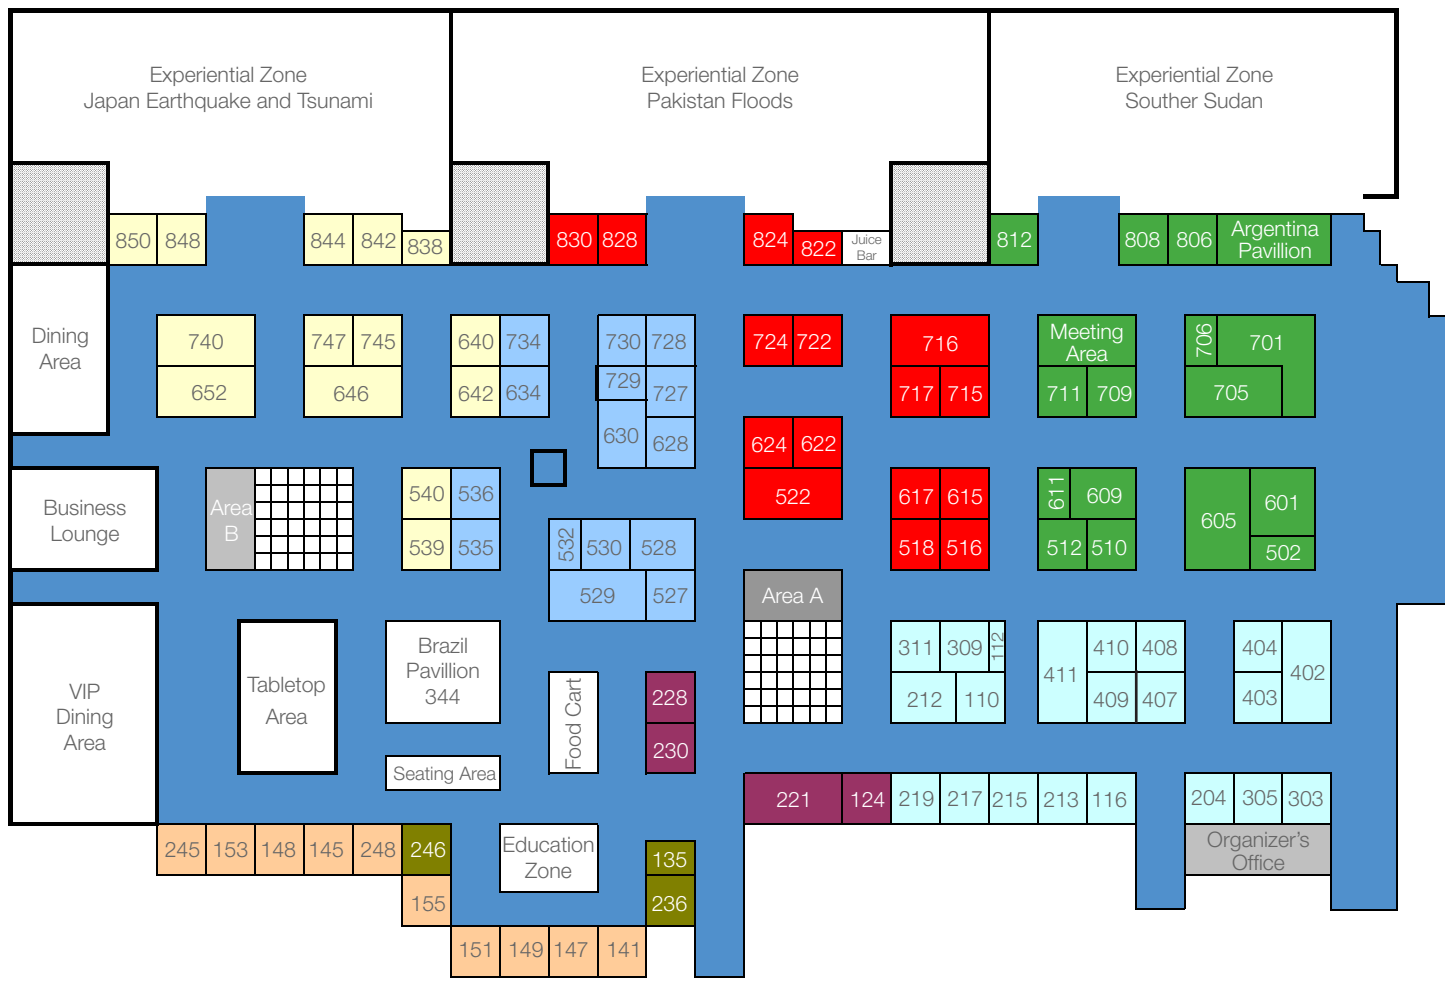 Experiential Zone
Japan Earthquake and Tsunami
Experiential Zone
Pakistan Floods
Experiential Zone
Souther Sudan
850 848
844 842 838
830 828
824 822
Juice
Bar
812
808 806
Argentina
Pavillion
Dining
Area
740
652
747 745
646
640 734
642 634
730 728
729
727
630
628
724 722
716
717 715
Meeting
Area
711 709
706
701
705
624 622
522
Business
Lounge
Area
B
540 536
539 535
532
530 528
529 527
617 615
518 516
611
609
512 510
605
601
502
Area A
VIP
Dining
Area
Tabletop
Area
Brazil
Pavillion
344
Seating Area
Food Cart
228
230
311 309
112
212 110
411
410 408
409 407
404
402
403
221 124 219 217 215 213 116
204 305 303
Organizer's
Office
245 153 148 145 248 246
155
Education
Zone
135
236
151 149 147 141